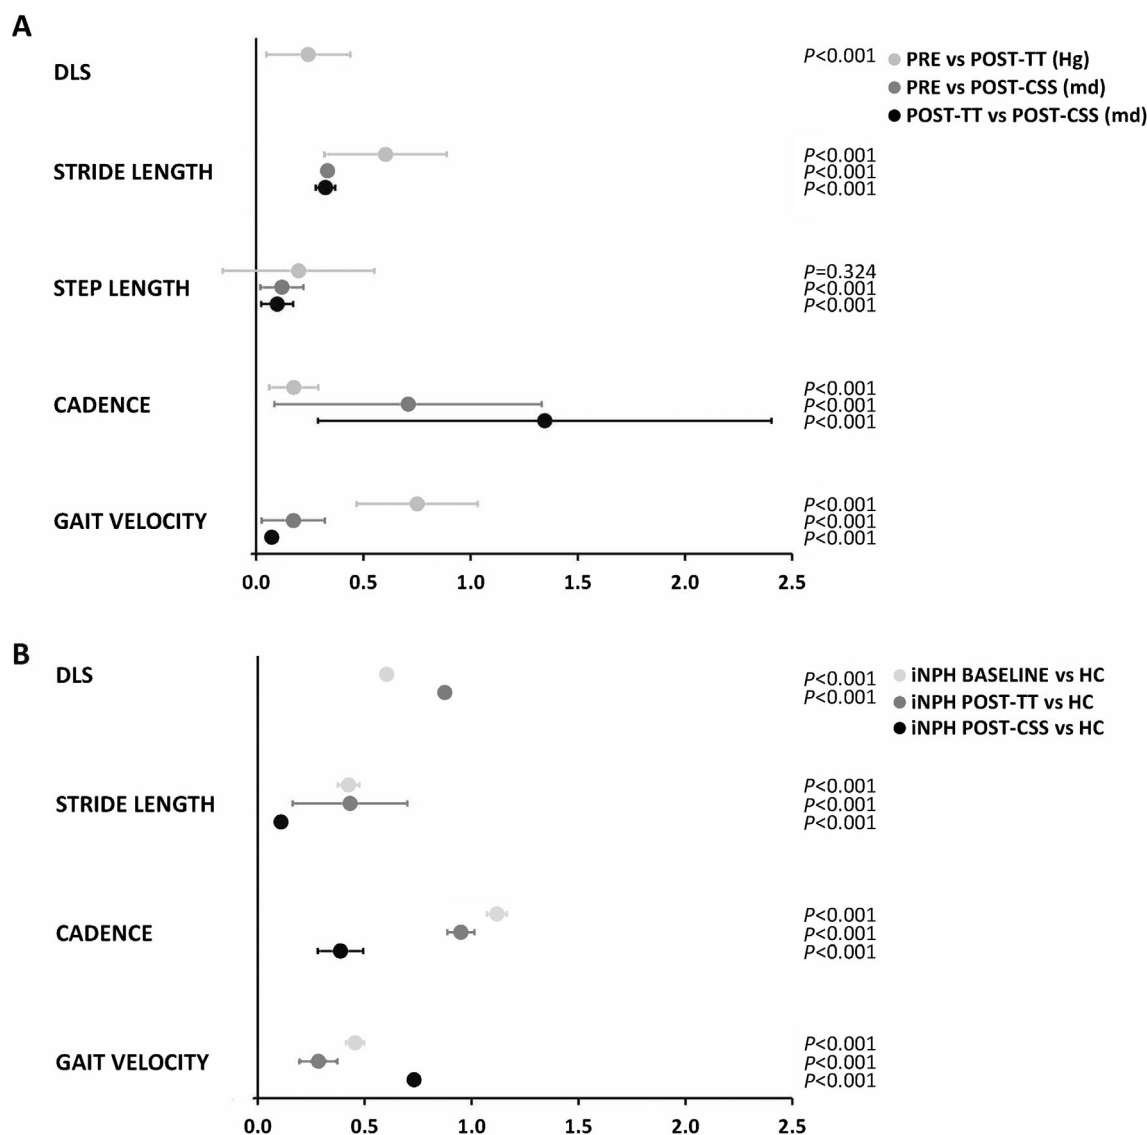 A
DLS
P<0.001
PRE vs POST-TT (Hg)
PRE vs POST-CSS (md)
POST-TT vs POST-CSS (md)
STRIDE LENGTH
P<0.001
P<0.001
P<0.001
STEP LENGTH
P=0.324
P<0.001
P<0.001
CADENCE
P<0.001
P<0.001
P<0.001
GAIT VELOCITY
P<0.001
P<0.001
P<0.001
0.0 0.5 1.0 1.5 2.0 2.5
B
DLS
P<0.001
P<0.001
iNPH BASELINE vs HC
iNPH POST-TT vs HC
iNPH POST-CSS vs HC
STRIDE LENGTH
P<0.001
P<0.001
P<0.001
CADENCE
P<0.001
P<0.001
P<0.001
GAIT VELOCITY
P<0.001
P<0.001
P<0.001
0.0 0.5 1.0 1.5 2.0 2.5